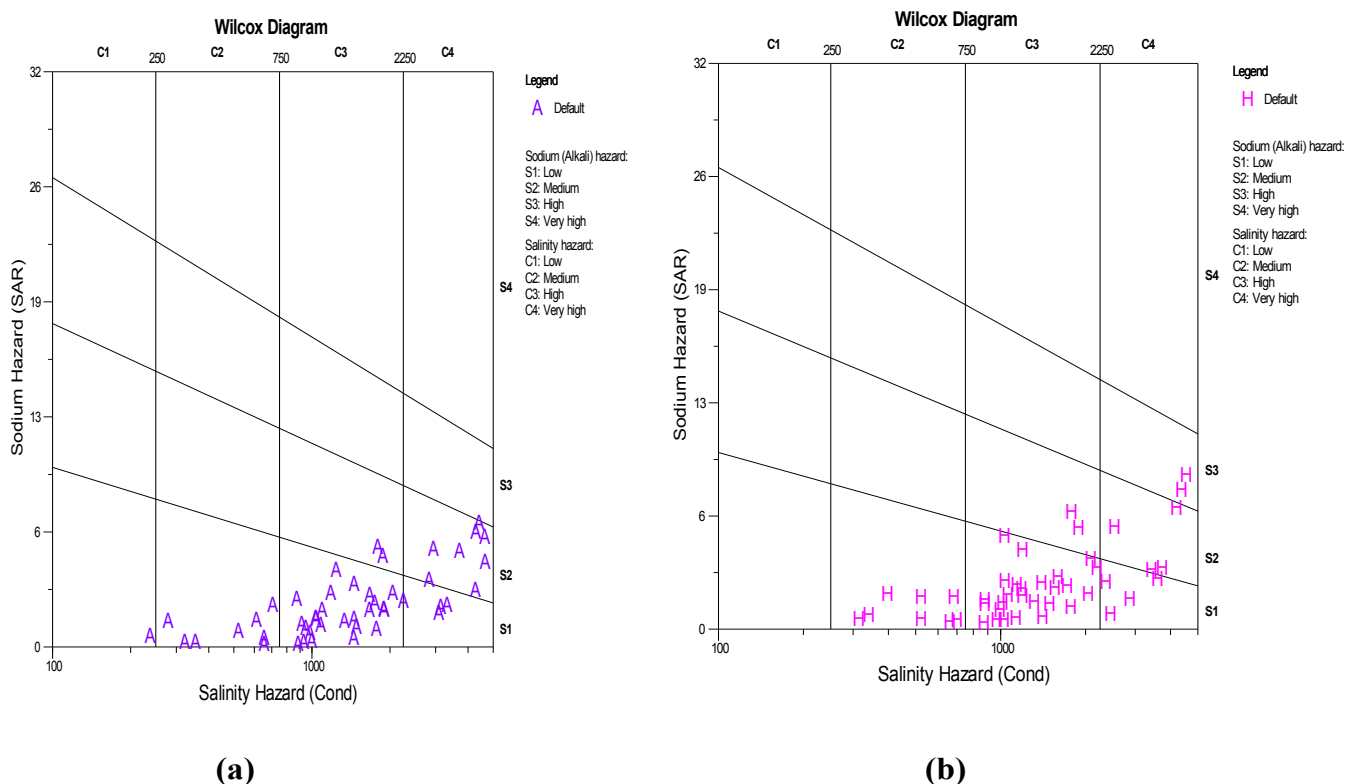 Wilcox Diagram
C1 250 C2 750 C3 2250 C4
32
26
19
13
6
0
Sodium Hazard (SAR)
100 1000
Salinity Hazard (Cond)
S4
S3
S2
S1
Legend
A Default
Sodium (Alkali) hazard:
S1: Low
S2: Medium
S3: High
S4: Very high
Salinity hazard:
C1: Low
C2: Medium
C3: High
C4: Very high
(a)
Wilcox Diagram
C1 250 C2 750 C3 2250 C4
32
26
19
13
6
0
Sodium Hazard (SAR)
100 1000
Salinity Hazard (Cond)
S4
S3
S2
S1
Legend
H Default
Sodium (Alkali) hazard:
S1: Low
S2: Medium
S3: High
S4: Very high
Salinity hazard:
C1: Low
C2: Medium
C3: High
C4: Very high
(b)